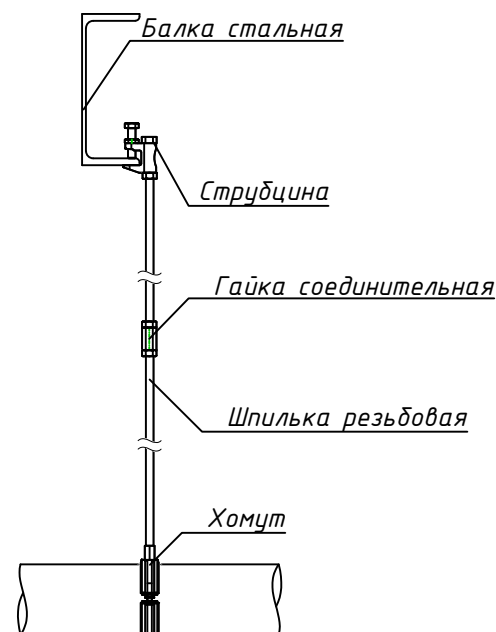 Балка стальная
Струбцина
Гайка соединительная
Шпилька резьбовая
Хомут